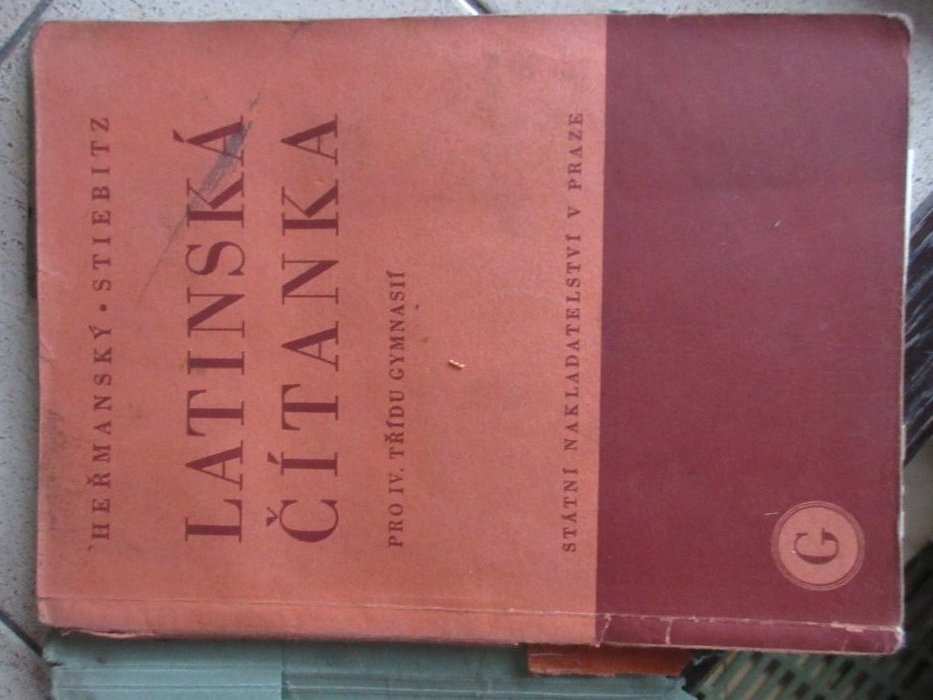 HEŘMANSKÝ • STIEBITZ
LATINSKÁ
ČÍTANKA
PRO IV. TŘÍDU GYMNASIÍ
STÁTNÍ NAKLADATELSTVÍ V PRAZE
G